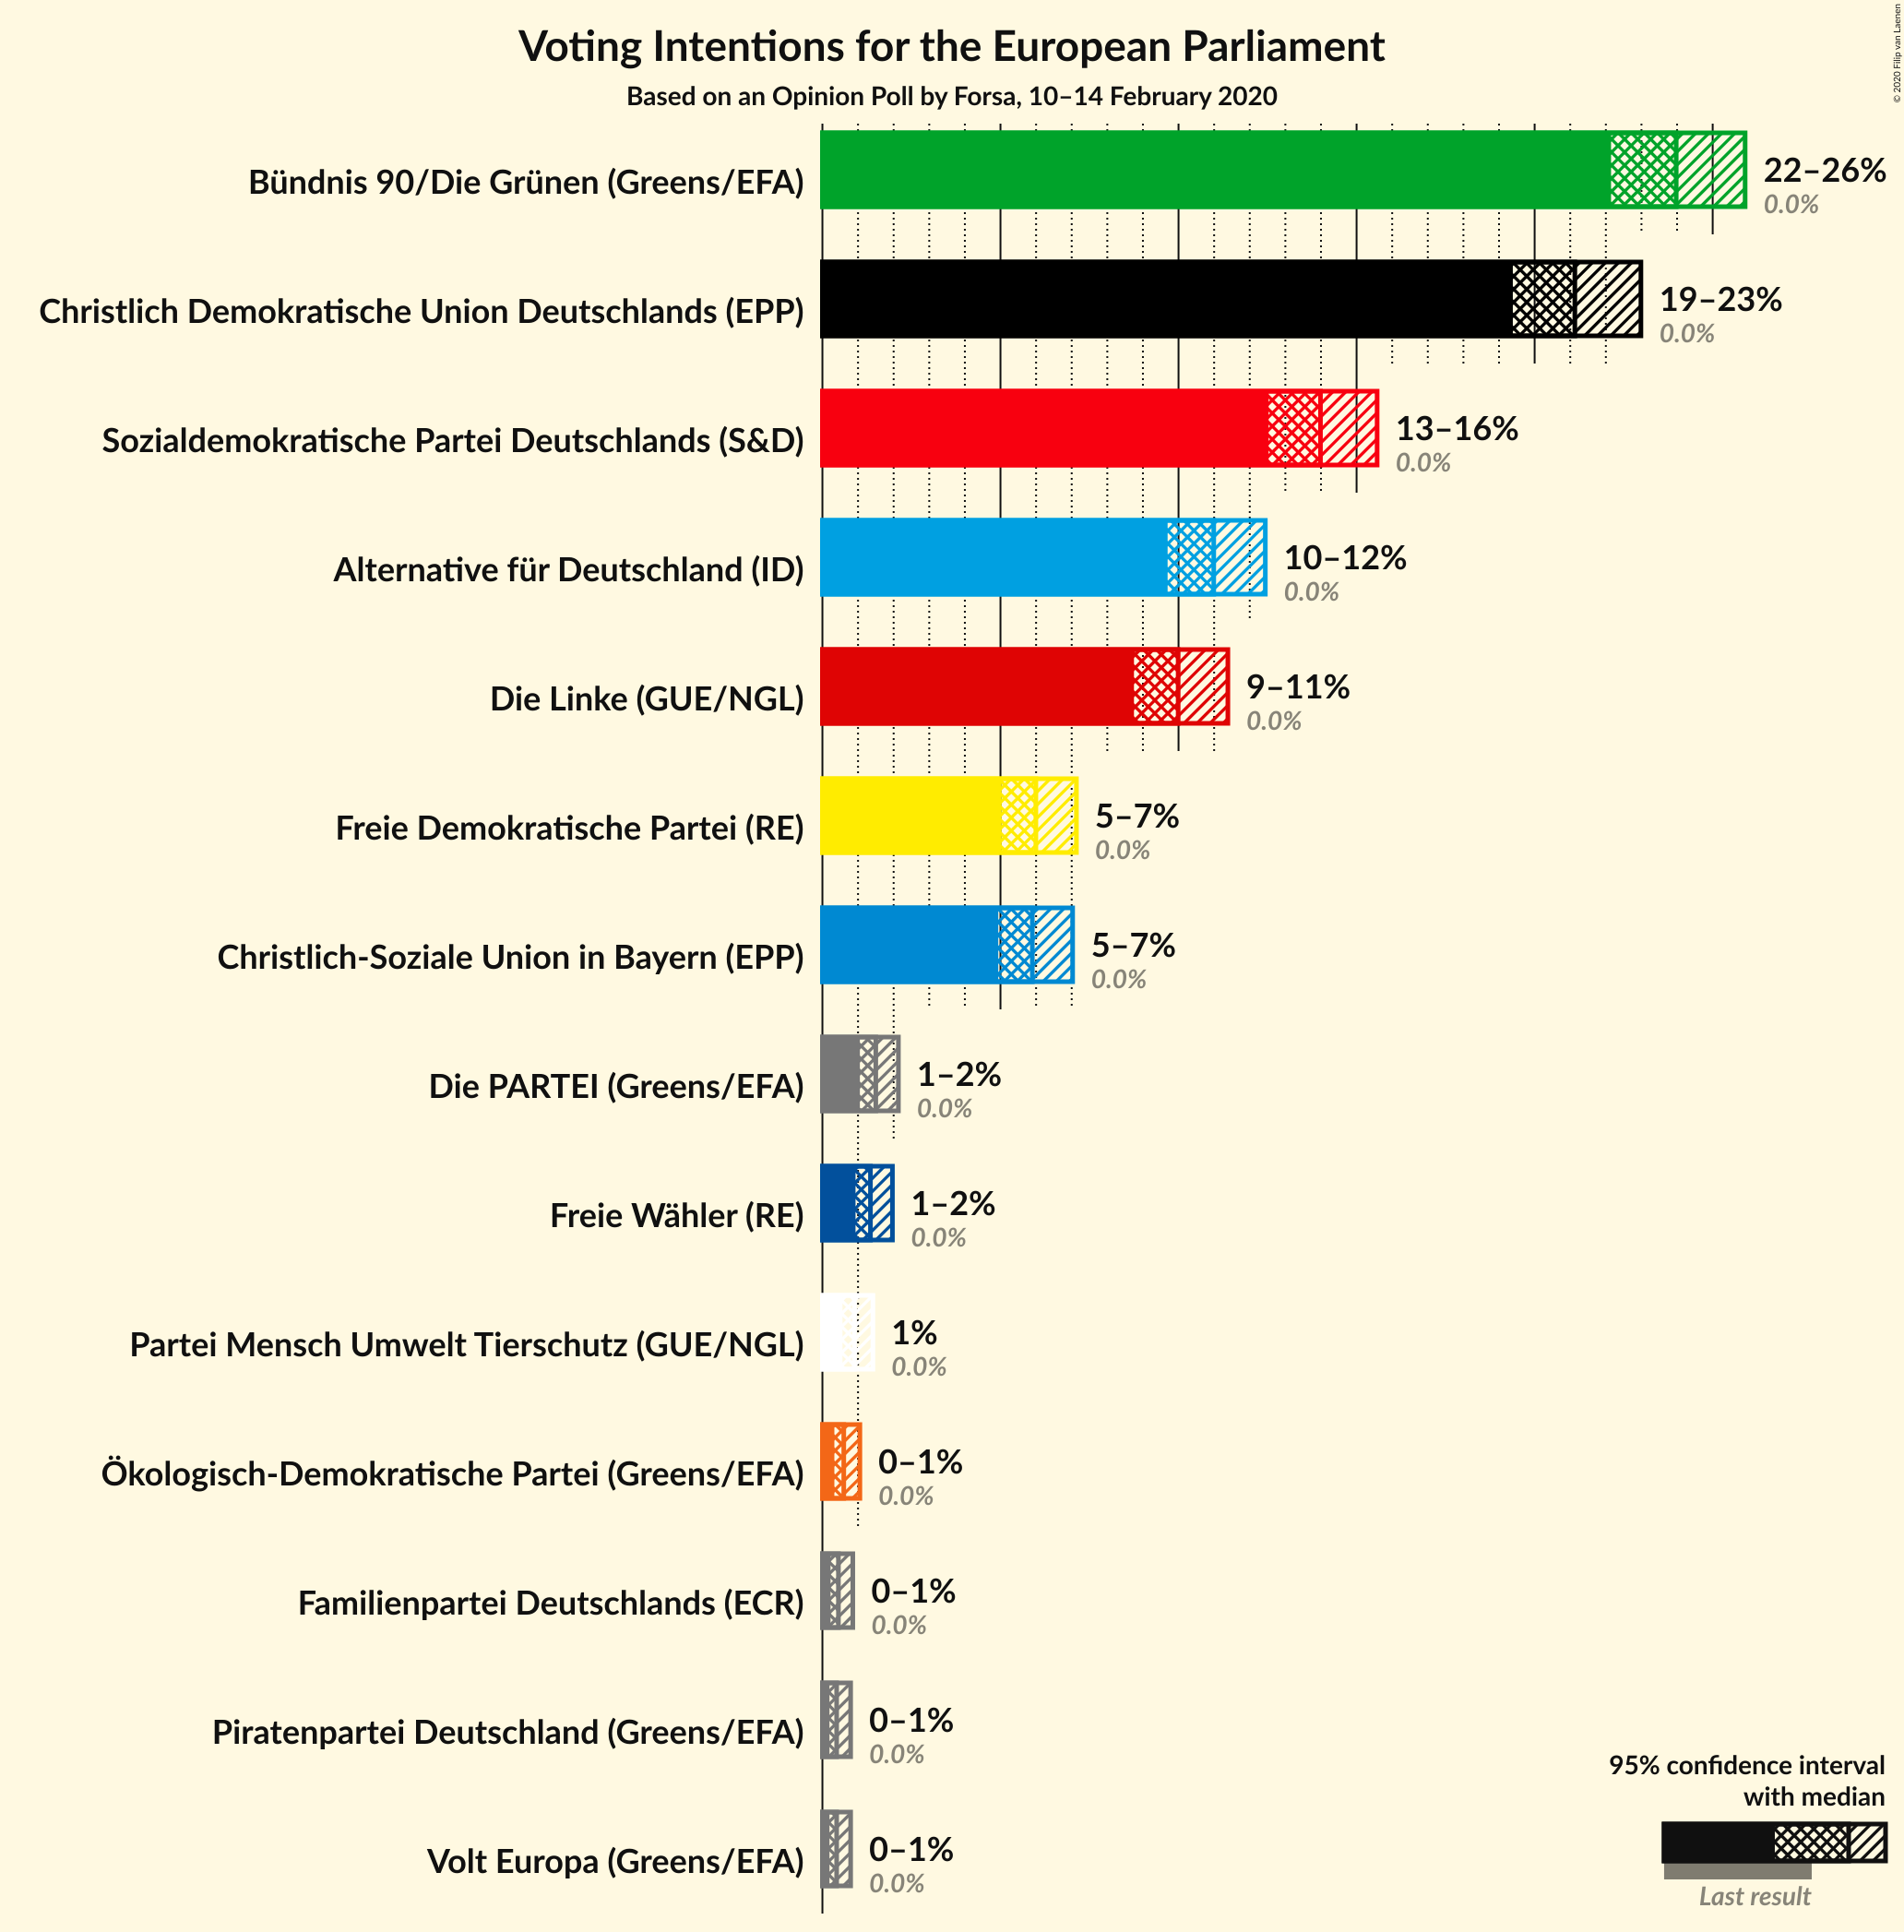 Voting Intentions for the European Parliament
Based on an Opinion Poll by Forsa, 10–14 February 2020
© 2020 Filip van Laenen
Bündnis 90/Die Grünen (Greens/EFA)
22–26%
0.0%
Christlich Demokratische Union Deutschlands (EPP)
19–23%
0.0%
Sozialdemokratische Partei Deutschlands (S&D)
13–16%
0.0%
Alternative für Deutschland (ID)
10–12%
0.0%
Die Linke (GUE/NGL)
9–11%
0.0%
Freie Demokratische Partei (RE)
5–7%
0.0%
Christlich-Soziale Union in Bayern (EPP)
5–7%
0.0%
Die PARTEI (Greens/EFA)
1–2%
0.0%
Freie Wähler (RE)
1–2%
0.0%
Partei Mensch Umwelt Tierschutz (GUE/NGL)
1%
0.0%
Ökologisch-Demokratische Partei (Greens/EFA)
0–1%
0.0%
Familienpartei Deutschlands (ECR)
0–1%
0.0%
Piratenpartei Deutschland (Greens/EFA)
0–1%
0.0%
Volt Europa (Greens/EFA)
0–1%
0.0%
95% confidence interval
with median
Last result